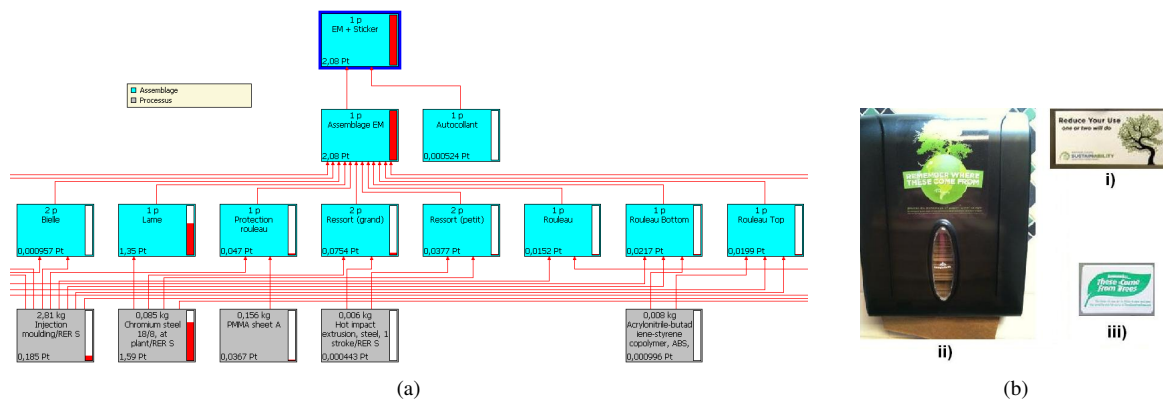 1 p
EM + Sticker
2,08 Pt
Assemblage
Processus
1 p
Assemblage EM
2,08 Pt
1 p
Autocollant
0,000524 Pt
2 p
Bielle
0,000957 Pt
1 p
Lame
1,35 Pt
1 p
Protection
rouleau
0,047 Pt
2 p
Ressort (grand)
0,0754 Pt
2 p
Ressort (petit)
0,0377 Pt
1 p
Rouleau
0,0152 Pt
1 p
Rouleau Bottom
0,0217 Pt
1 p
Rouleau Top
0,0199 Pt
2,81 kg
Injection
moulding/RER S
0,185 Pt
0,085 kg
Chromium steel
18/8, at
plant/RER S
1,59 Pt
0,156 kg
PMMA sheet A
0,0367 Pt
0,006 kg
Hot impact
extrusion, steel, 1
stroke/RER S
0,000443 Pt
0,008 kg
Acrylonitrile-butad
iene-styrene
copolymer, ABS,
0,000996 Pt
(a)
REMEMBER WHERE
THESE COME FROM
ii)
Reduce Your Use
one or two will do
SUSTAINABILITY
i)
These Come
From Trees
iii)
(b)